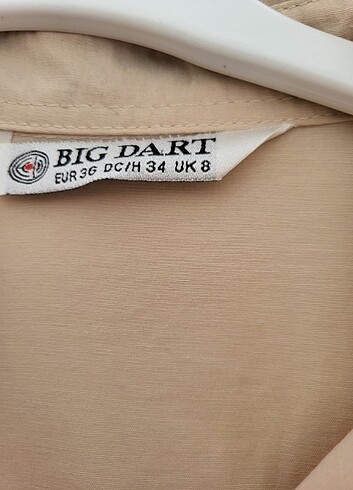 BIG DART
EUR 36 DC/H 34 UK 8